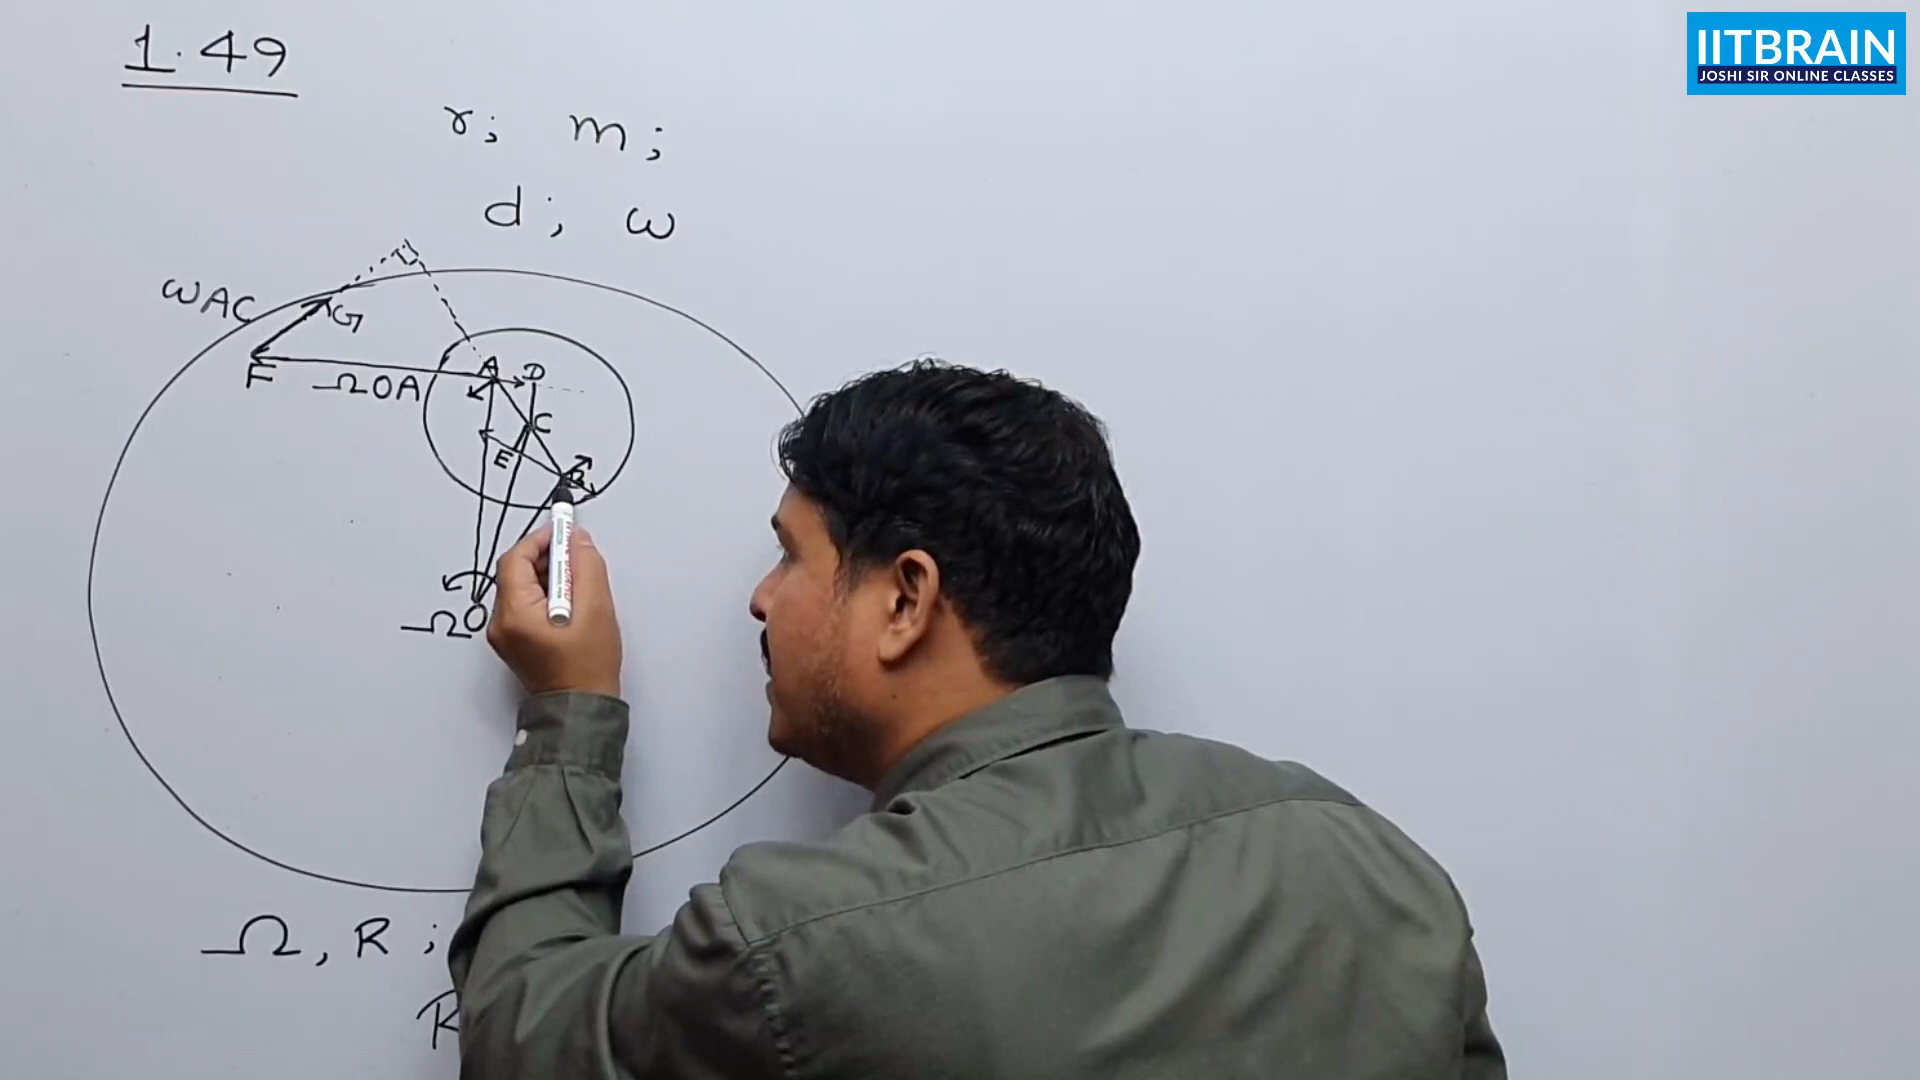 IITBRAIN
JOSHI SIR ONLINE CLASSES
1.49
r; m;
d; ω
ωAC
G
F
ΩOA
A
D
C
E
B
ΩO
Ω, R;
R